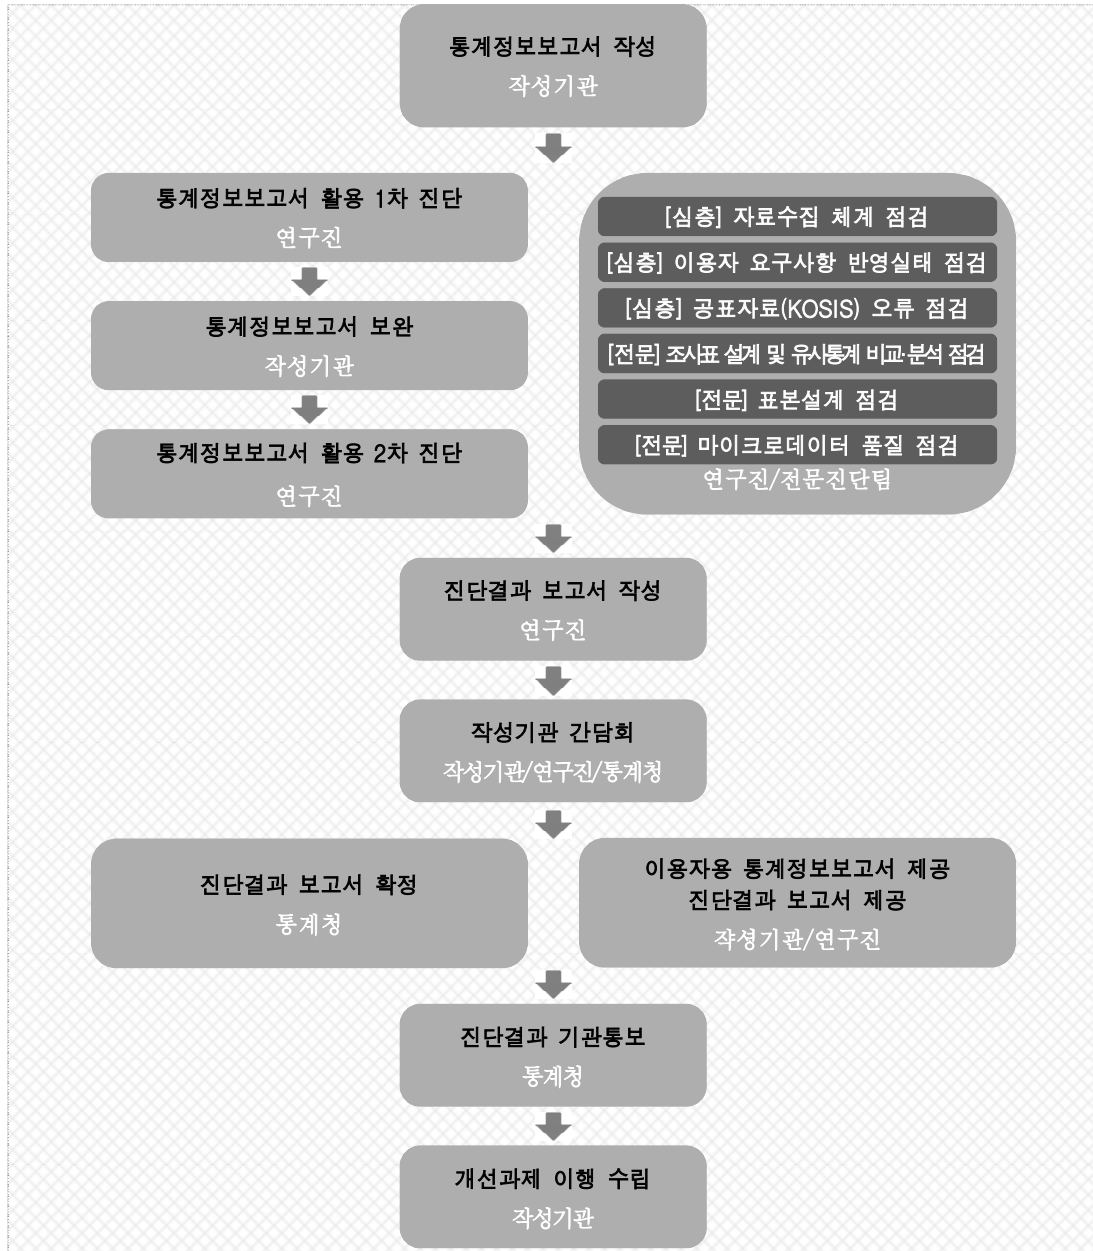 통계정보보고서 작성
작성기관
통계정보보고서 활용 1차 진단
연구진
통계정보보고서 보완
작성기관
통계정보보고서 활용 2차 진단
연구진
[심층] 자료수집 체계 점검
[심층] 이용자 요구사항 반영실태 점검
[심층] 공표자료(KOSIS) 오류 점검
[전문] 조사표 설계 및 유사통계 비교·분석 점검
[전문] 표본설계 점검
[전문] 마이크로데이터 품질 점검
연구진/전문진단팀
진단결과 보고서 작성
연구진
작성기관 간담회
작성기관/연구진/통계청
진단결과 보고서 확정
통계청
이용자용 통계정보보고서 제공
진단결과 보고서 제공
작성기관/연구진
진단결과 기관통보
통계청
개선과제 이행 수립
작성기관